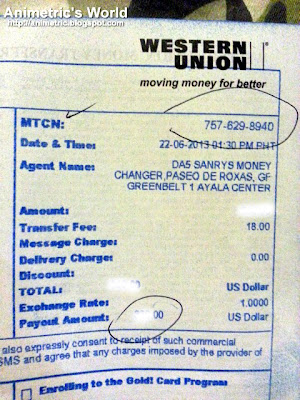 Animetric's World
http://animetric.blogspot.com
WESTERN
UNION
moving money for better
MTCN: 757-629-8940
Date & Time: 22-06-2013 01:30 PM PHT
Agent Name: DA5 SANRYS MONEY
CHANGER,PASEO DE ROXAS, GF
GREENBELT 1 AYALA CENTER
Amount:
Transfer Fee: 18.00
Message Charge:
Delivery Charge: 0.00
Discount:
TOTAL: US Dollar
Exchange Rate: 1.0000
Payout Amount: 00 US Dollar
also expressly consent to receipt of such commercial
SMS and agree that any charges imposed by the provider of
Enrolling to the Gold! Card Program: